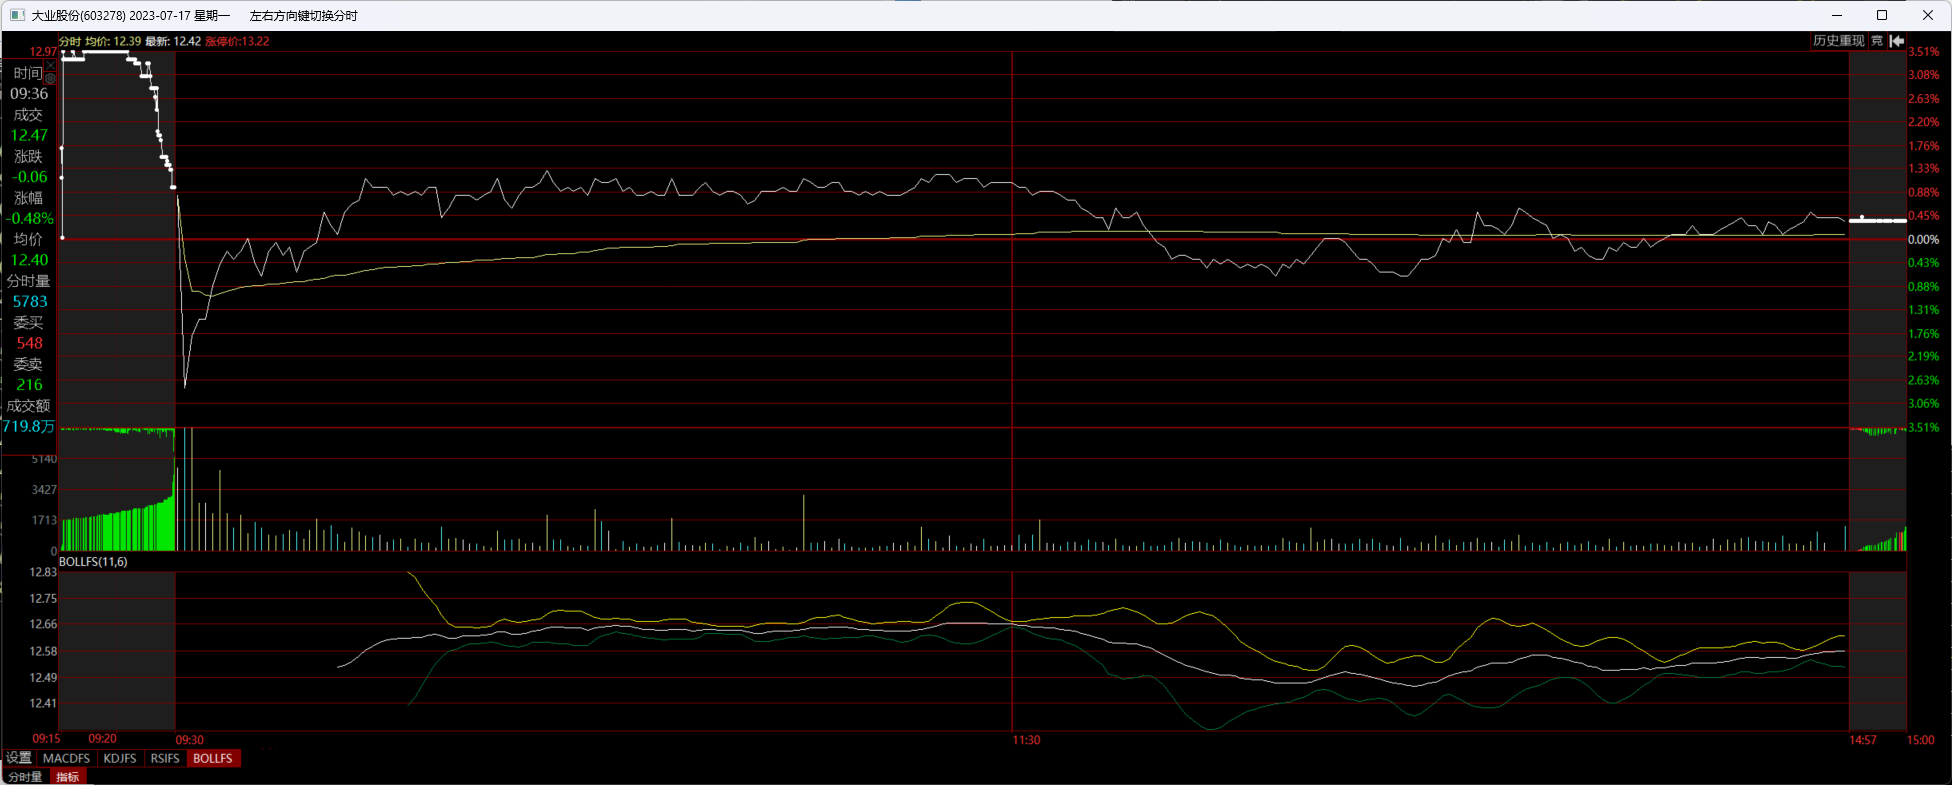 大业股份(603278) 2023-07-17 星期一 左右方向键切换分时
分时 均价: 12.39 最新: 12.42 涨停价:13.22
历史重现 竞
12.97
3.51%
时间
09:36
成交
12.47
涨跌
-0.06
涨幅
-0.48%
均价
12.40
分时量
5783
委买
548
委卖
216
成交额
719.8万
3.08%
2.63%
2.20%
1.76%
1.33%
0.88%
0.45%
0.00%
0.43%
0.88%
1.31%
1.76%
2.19%
2.63%
3.06%
3.51%
5140
3427
1713
0
BOLLFS(11,6)
12.83
12.75
12.66
12.58
12.49
12.41
09:15 09:20 09:30 11:30 14:57 15:00
设置 MACDFS KDJFS RSIFS BOLLFS
分时量 指标